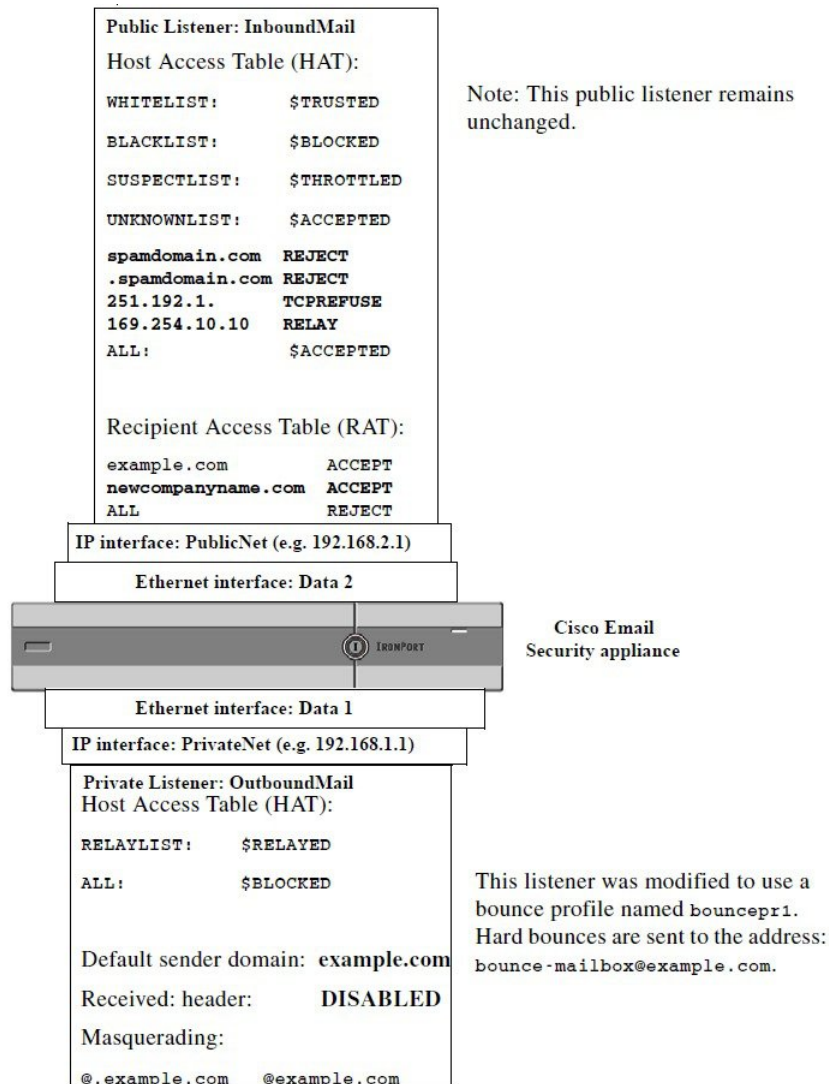 Public Listener: InboundMail
Host Access Table (HAT):
WHITELIST: $TRUSTED
BLACKLIST: $BLOCKED
SUSPECTLIST: $THROTTLED
UNKNOWNLIST: $ACCEPTED
spamdomain.com REJECT
.spamdomain.com REJECT
251.192.1. TCPREFUSE
169.254.10.10 RELAY
ALL: $ACCEPTED
Note: This public listener remains
unchanged.
Recipient Access Table (RAT):
example.com ACCEPT
newcompanyname.com ACCEPT
ALL REJECT
IP interface: PublicNet (e.g. 192.168.2.1)
Ethernet interface: Data 2
IRONPORT
Cisco Email
Security appliance
Ethernet interface: Data 1
IP interface: PrivateNet (e.g. 192.168.1.1)
Private Listener: OutboundMail
Host Access Table (HAT):
RELAYLIST: $RELAYED
ALL: $BLOCKED
Default sender domain: example.com
Received: header: DISABLED
Masquerading:
@.example.com @example.com
This listener was modified to use a
bounce profile named bouncepr1.
Hard bounces are sent to the address:
bounce-mailbox@example.com.